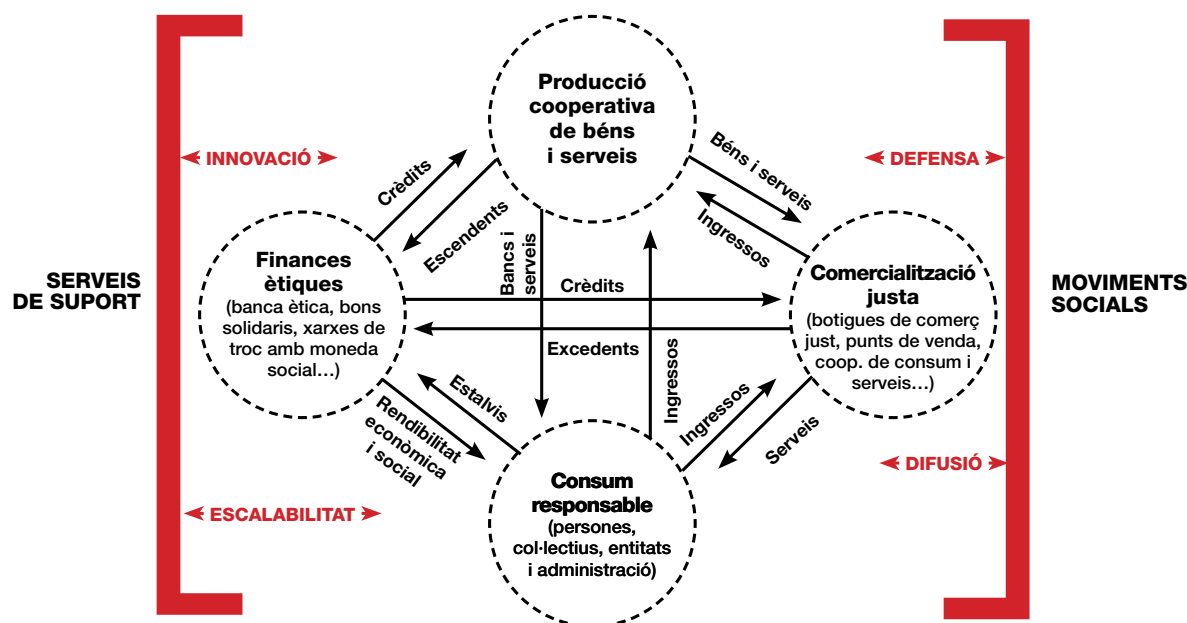 Producció
cooperativa
de béns
i serveis
INNOVACIÓ
DEFENSA
Crèdits
Escendents
Béns i serveis
Ingressos
Bancs i
serveis
SERVEIS
DE SUPORT
Finances
ètiques
(banca ètica, bons
solidaris, xarxes de
troc amb moneda
social...)
Crèdits
Excedents
Ingressos
Comercialització
justa
(botigues de comerç
just, punts de venda,
coop. de consum i
serveis...)
MOVIMENTS
SOCIALS
Estalvis
Rendibilitat
econòmica
i social
Ingressos
Serveis
DIFUSIÓ
ESCALABILITAT
Consum
responsable
(persones,
col·lectius, entitats
i administració)